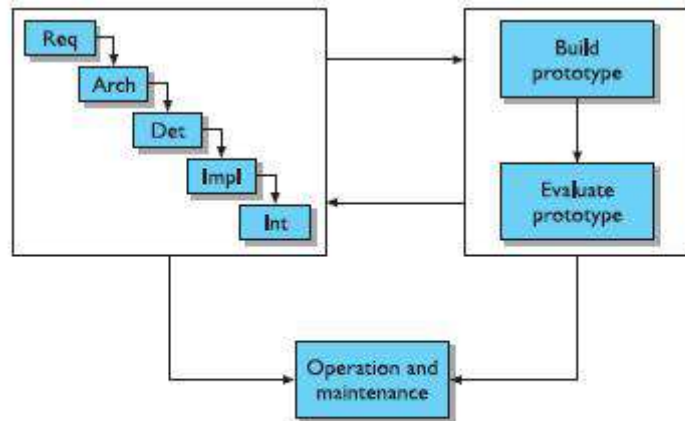 Req
Arch
Det
Impl
Int
Build
prototype
Evaluate
prototype
Operation and
maintenance